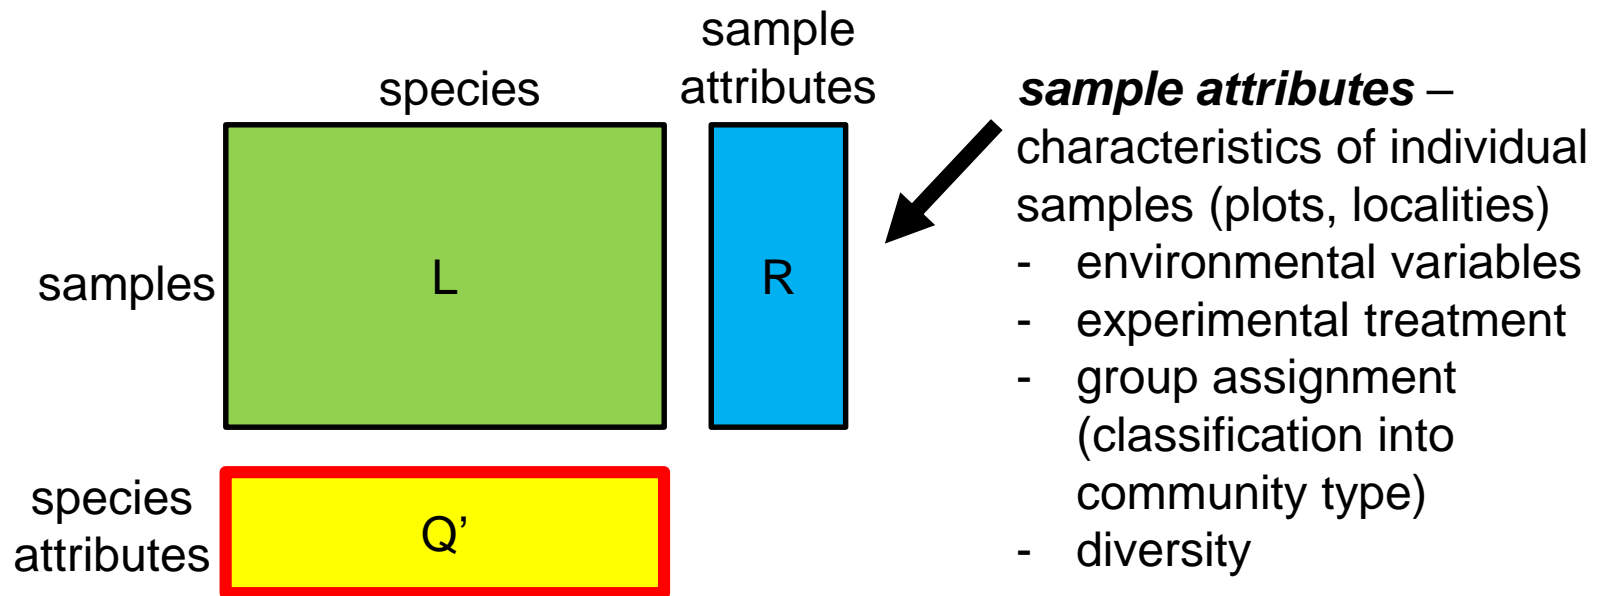 species
sample
attributes
samples
L
R
species
attributes
Q’
sample attributes –
characteristics of individual
samples (plots, localities)
- environmental variables
- experimental treatment
- group assignment
(classification into
community type)
- diversity